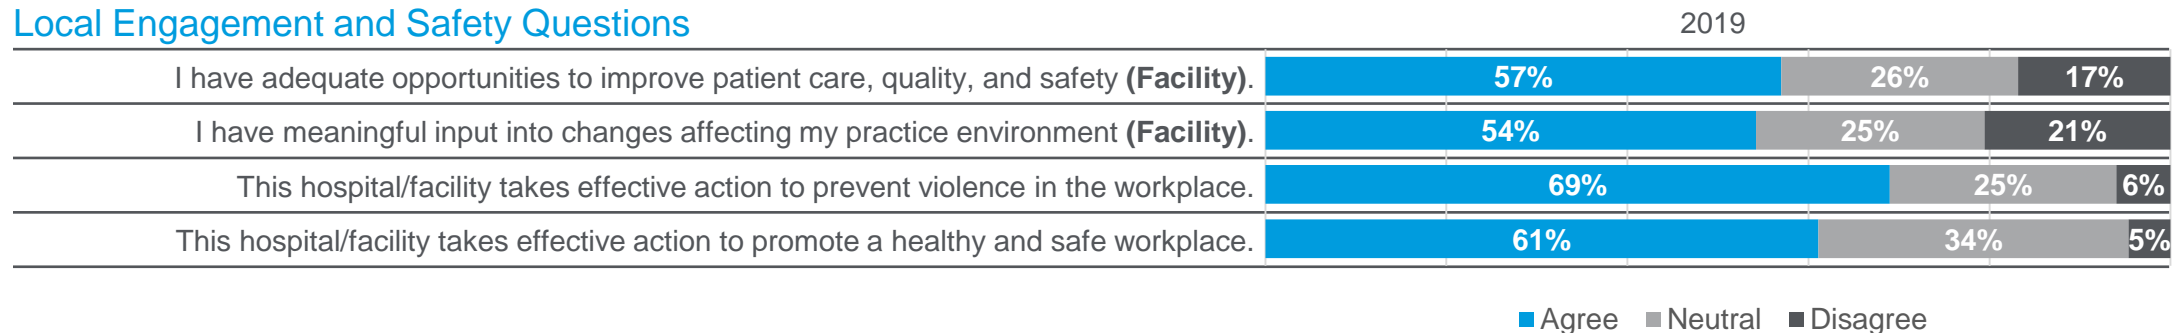 Local Engagement and Safety Questions 2019
I have adequate opportunities to improve patient care, quality, and safety (Facility). 57% 26% 17%
I have meaningful input into changes affecting my practice environment (Facility). 54% 25% 21%
This hospital/facility takes effective action to prevent violence in the workplace. 69% 25% 6%
This hospital/facility takes effective action to promote a healthy and safe workplace. 61% 34% 5%
Agree Neutral Disagree